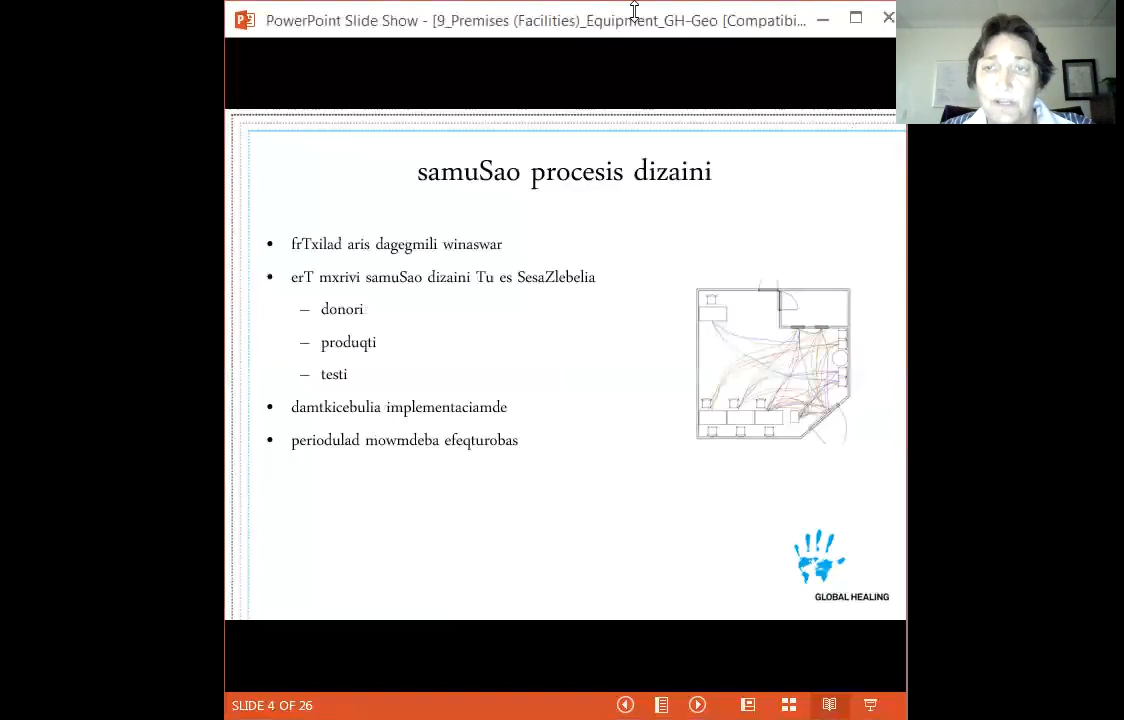 PowerPoint Slide Show - [9_Premises (Facilities)_Equipment_GH-Geo [Compatibi...
samuSao procesis dizaini
• frTxilad aris dagegmili winaswar
• erT mxrivi samuSao dizaini Tu es SesaZlebelia
– donori
– produqti
– testi
• damtkicebulia implementaciamde
• periodulad mowmdeba efeqturobas
GLOBAL HEALING
SLIDE 4 OF 26